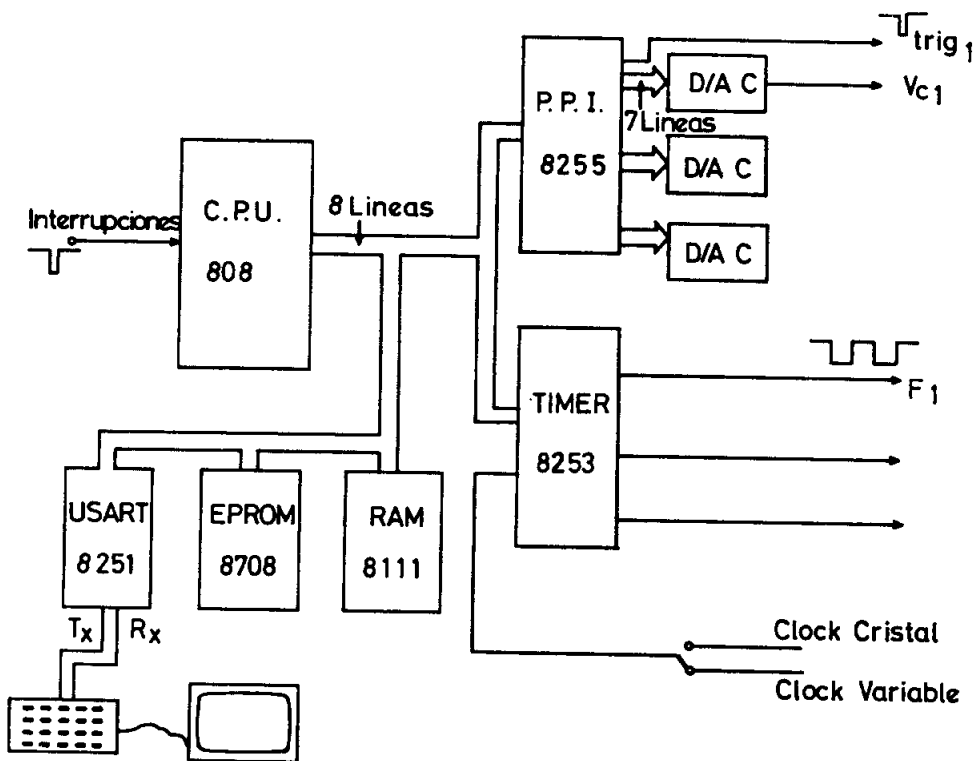 trig1
D/A C
Vc1
P. P. I.
8255
7 Lineas
D/A C
D/A C
C.P.U.
808
Interrupciones
8 Lineas
TIMER
8253
F1
USART
8251
EPROM
8708
RAM
8111
Tx
Rx
Clock Cristal
Clock Variable